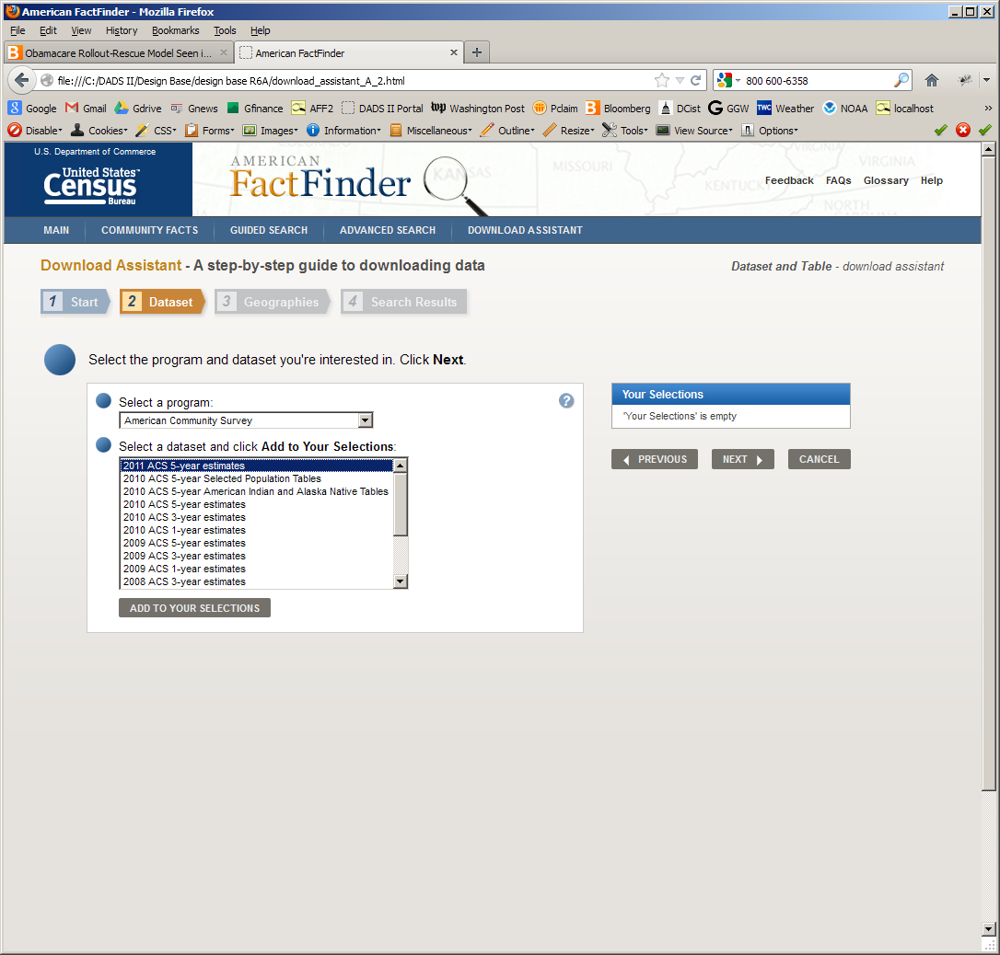 American FactFinder - Mozilla Firefox
File Edit View History Bookmarks Tools Help
Obamacare Rollout-Rescue Model Seen i... American FactFinder
file:///C:/DADS II/Design Base/design base R6A/download_assistant_A_2.html 800 600-6358
Google Gmail Gdrive Gnews Gfinance AFF2 DADS II Portal Washington Post Pclaim Bloomberg DCist GGW Weather NOAA localhost
Disable Cookies CSS Forms Images Information Miscellaneous Outline Resize Tools View Source Options
U.S. Department of Commerce
United States™
Census
Bureau
AMERICAN
FactFinder
COLORADO
KANSAS
MISSOURI
KENTUCKY
VIRGINIA
VIRGINIA
NORTH
CAROLINA
Feedback FAQs Glossary Help
MAIN COMMUNITY FACTS GUIDED SEARCH ADVANCED SEARCH DOWNLOAD ASSISTANT
Download Assistant - A step-by-step guide to downloading data
Dataset and Table - download assistant
1 Start 2 Dataset 3 Geographies 4 Search Results
Select the program and dataset you're interested in. Click Next.
Select a program:
?
American Community Survey
Select a dataset and click Add to Your Selections:
2011 ACS 5-year estimates
2010 ACS 5-year Selected Population Tables
2010 ACS 5-year American Indian and Alaska Native Tables
2010 ACS 5-year estimates
2010 ACS 3-year estimates
2010 ACS 1-year estimates
2009 ACS 5-year estimates
2009 ACS 3-year estimates
2009 ACS 1-year estimates
2008 ACS 3-year estimates
ADD TO YOUR SELECTIONS
Your Selections
'Your Selections' is empty
PREVIOUS NEXT CANCEL